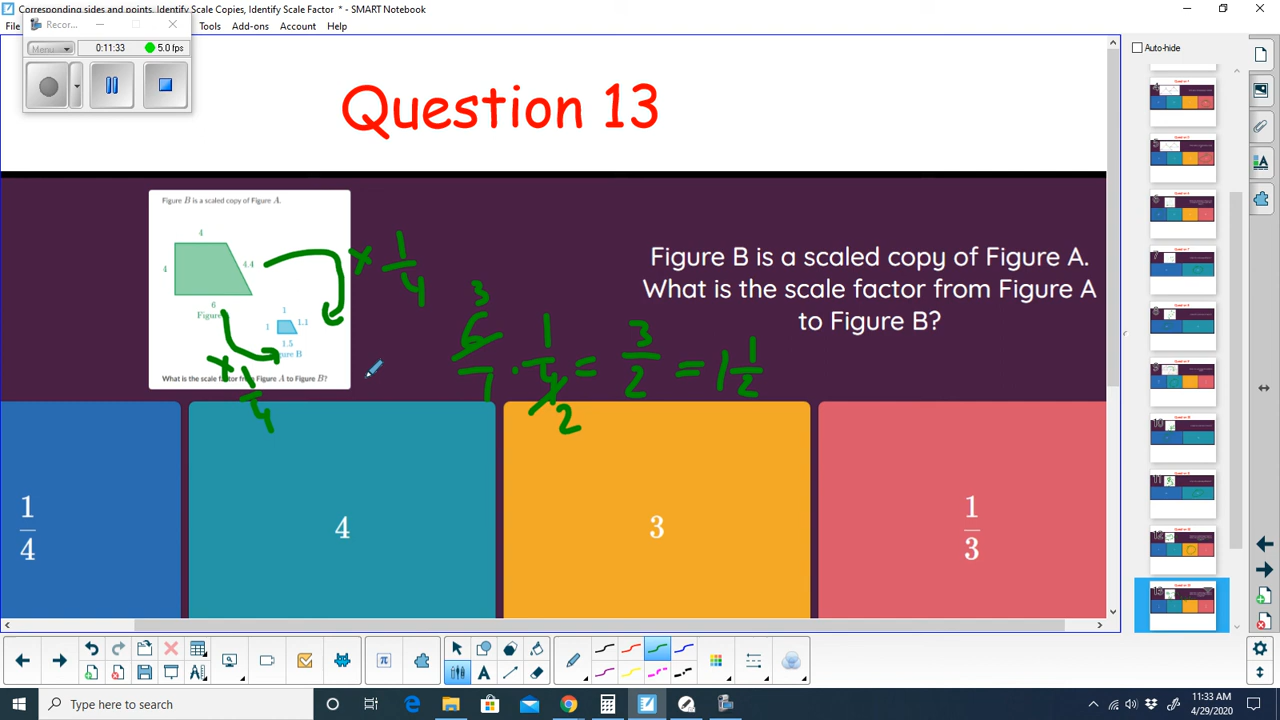 Corresponding sides and points, Identify Scale Copies, Identify Scale Factor * - SMART Notebook
File
Tools
Add-ons
Account
Help
Recor...
Menu
0:11:33
5.0 fps
Auto-hide
Question 13
Figure B is a scaled copy of Figure A.
4
4
4.4
6
Figure
1
1
1.1
1.5
ure B
What is the scale factor from Figure A to Figure B?
× 1/4
× 1/4
3
6/1 · 1/4 = 3/2 = 1 1/2
2
Figure B is a scaled copy of Figure A.
What is the scale factor from Figure A
to Figure B?
1/4
4
3
1/3
Type here to search
11:33 AM
4/29/2020